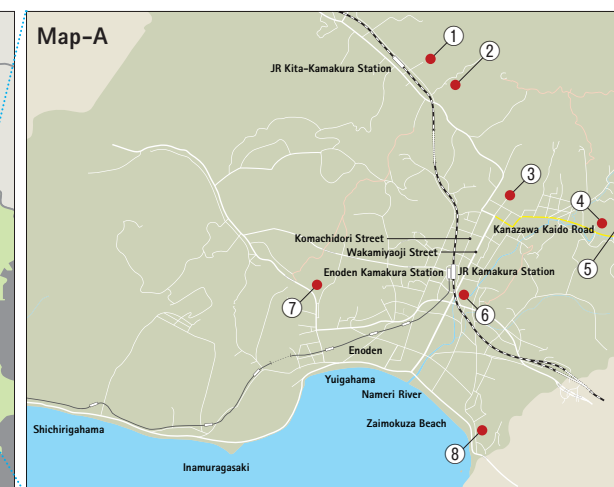 Map-A
1
2
JR Kita-Kamakura Station
3
4
Kanazawa Kaido Road
Komachidori Street
Wakamiyaoji Street
5
Enoden Kamakura Station
JR Kamakura Station
7
6
Enoden
Yuigahama
Nameri River
Zaimokuza Beach
Shichirigahama
8
Inamuragasaki